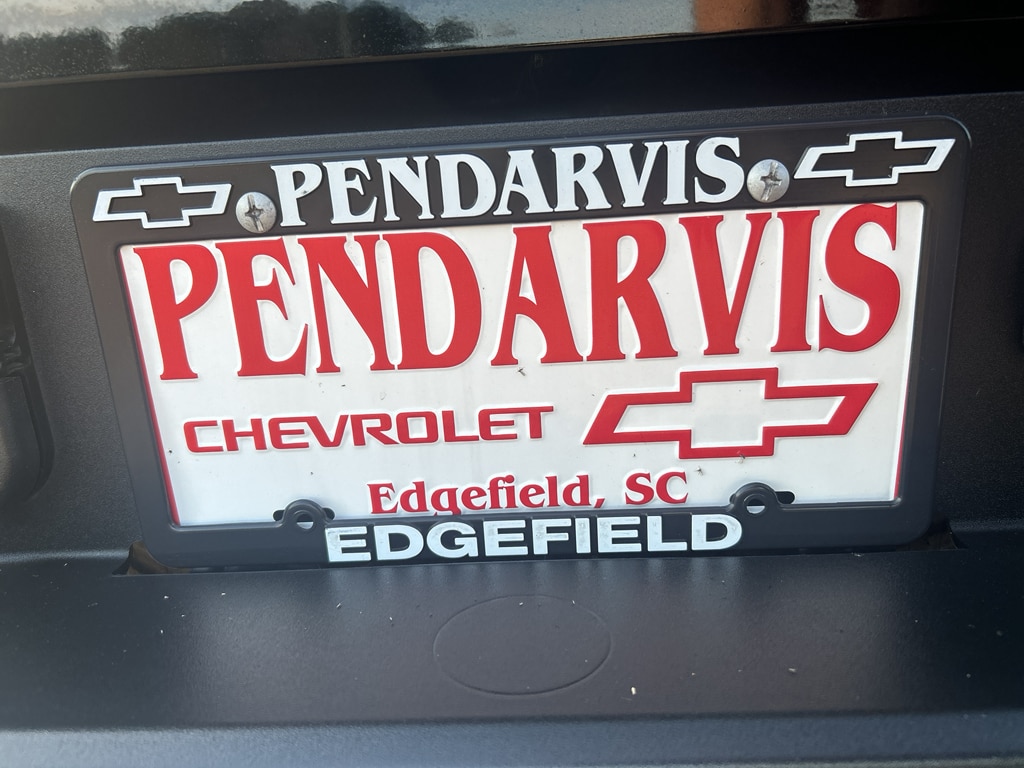 PENDARVIS
PENDARVIS
CHEVROLET
Edgefield, SC
EDGEFIELD